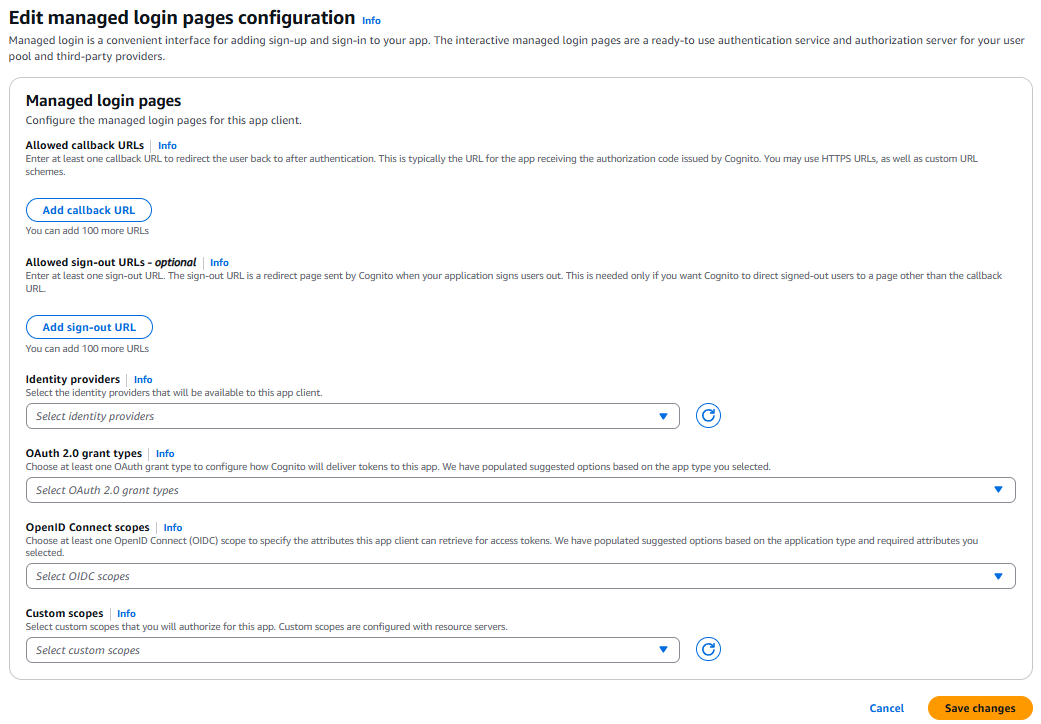 Edit managed login pages configuration Info
Managed login is a convenient interface for adding sign-up and sign-in to your app. The interactive managed login pages are a ready-to use authentication service and authorization server for your user
pool and third-party providers.
Managed login pages
Configure the managed login pages for this app client.
Allowed callback URLs Info
Enter at least one callback URL to redirect the user back to after authentication. This is typically the URL for the app receiving the authorization code issued by Cognito. You may use HTTPS URLs, as well as custom URL
schemes.
Add callback URL
You can add 100 more URLs
Allowed sign-out URLs - optional Info
Enter at least one sign-out URL. The sign-out URL is a redirect page sent by Cognito when your application signs users out. This is needed only if you want Cognito to direct signed-out users to a page other than the callback
URL.
Add sign-out URL
You can add 100 more URLs
Identity providers Info
Select the identity providers that will be available to this app client.
Select identity providers
OAuth 2.0 grant types Info
Choose at least one OAuth grant type to configure how Cognito will deliver tokens to this app. We have populated suggested options based on the app type you selected.
Select OAuth 2.0 grant types
OpenID Connect scopes Info
Choose at least one OpenID Connect (OIDC) scope to specify the attributes this app client can retrieve for access tokens. We have populated suggested options based on the application type and required attributes you
selected.
Select OIDC scopes
Custom scopes Info
Select custom scopes that you will authorize for this app. Custom scopes are configured with resource servers.
Select custom scopes
Cancel Save changes